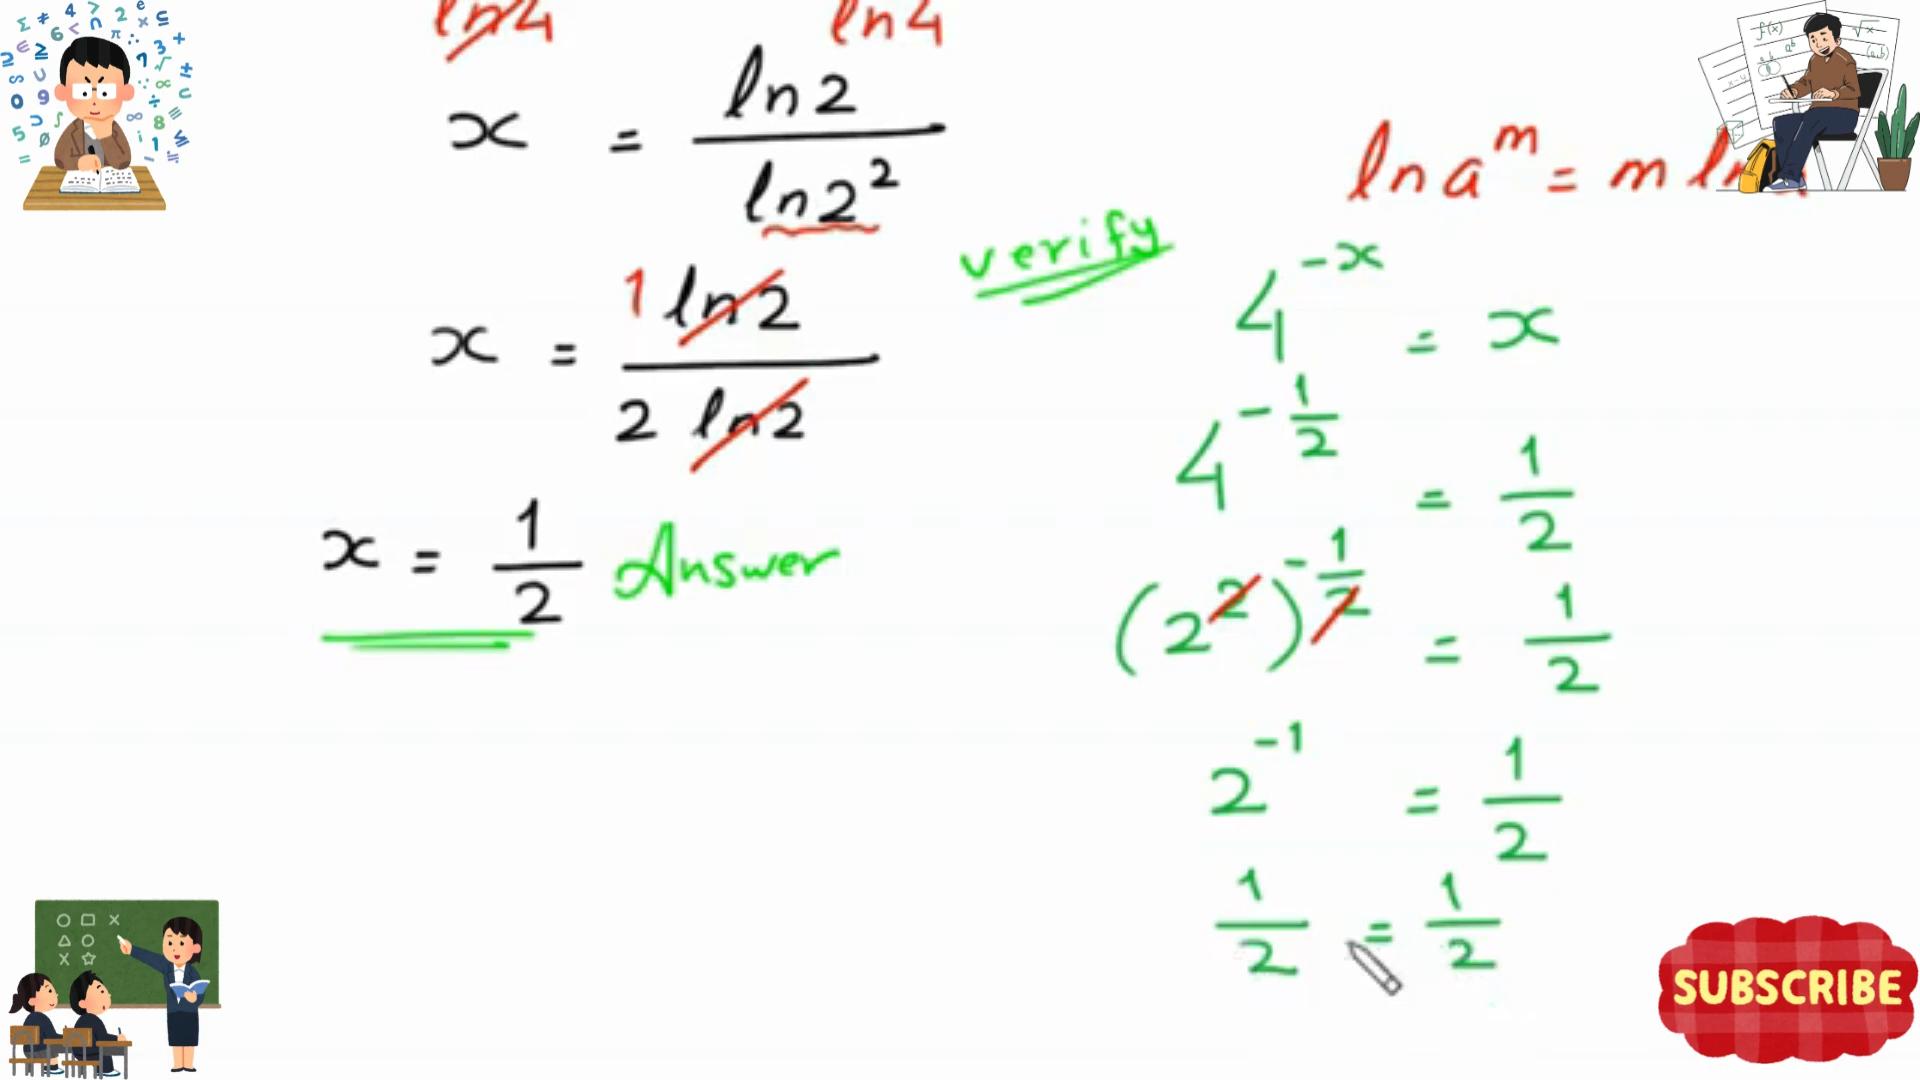 ln4 ln4
x = ln2 / ln2²
ln aᵐ = m ln
x = 1 ln2 / 2 ln2
x = 1/2 Answer
verify
4⁻ˣ = x
4^(-1/2) = 1/2
(2²)^(-1/2) = 1/2
2⁻¹ = 1/2
1/2 = 1/2
SUBSCRIBE